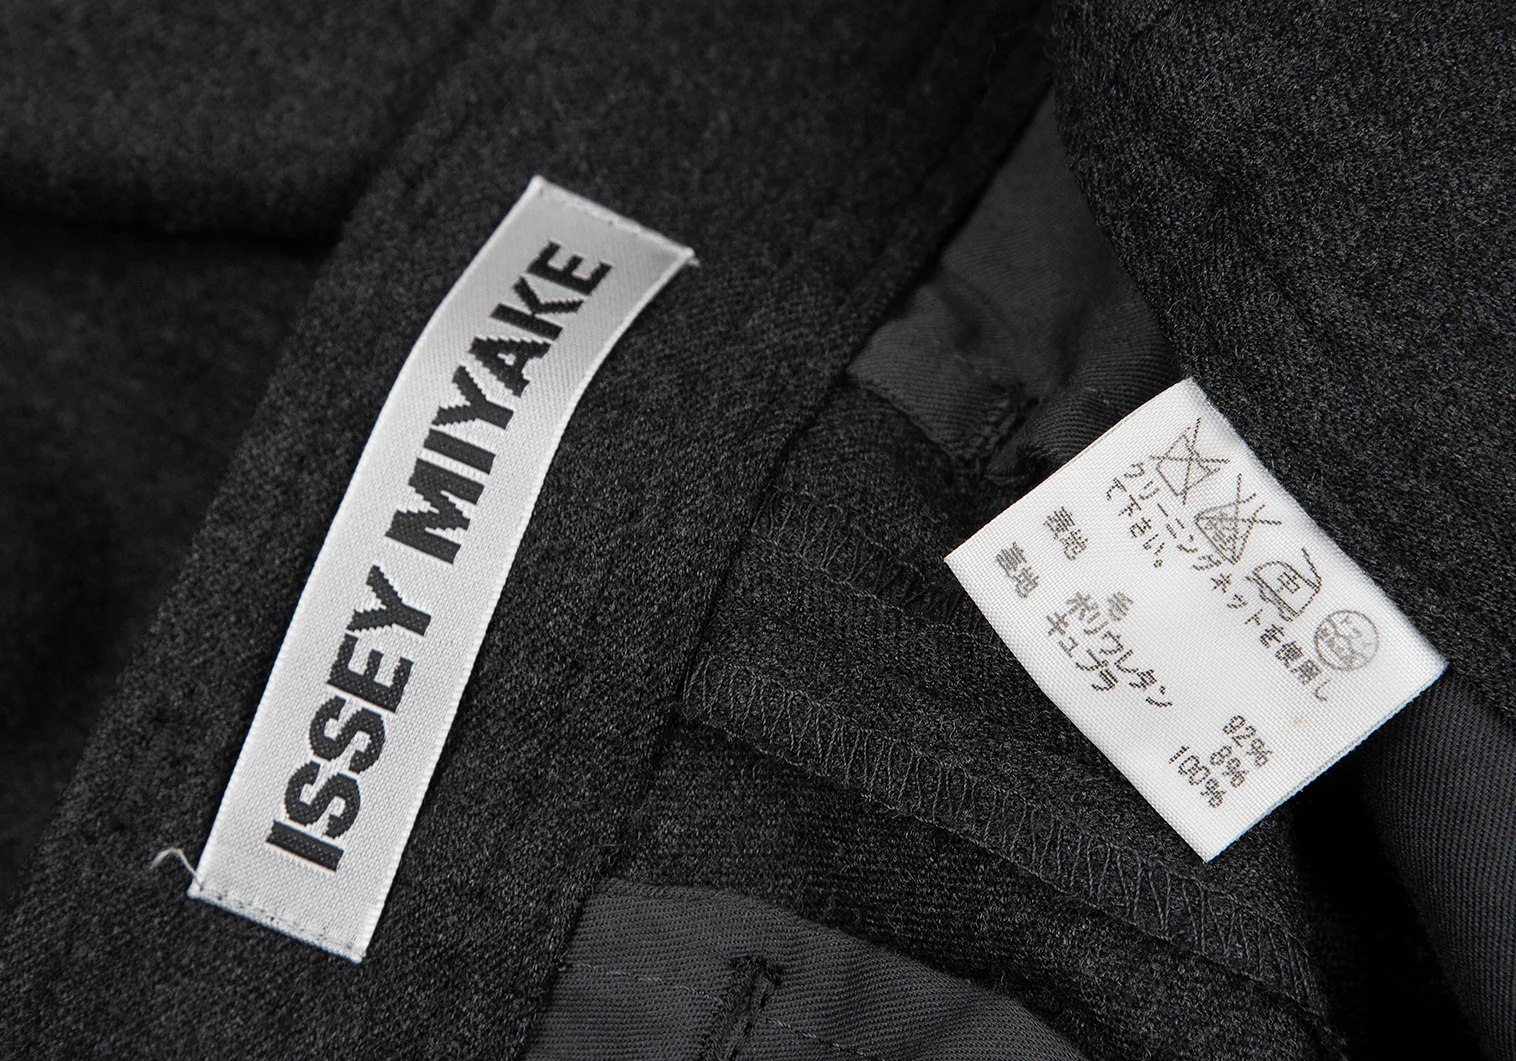 ISSEY MIYAKE
クリーニングネットを使用し
て下さい。
表地 毛 92%
ポリウレタン 8%
裏地 キュプラ 100%